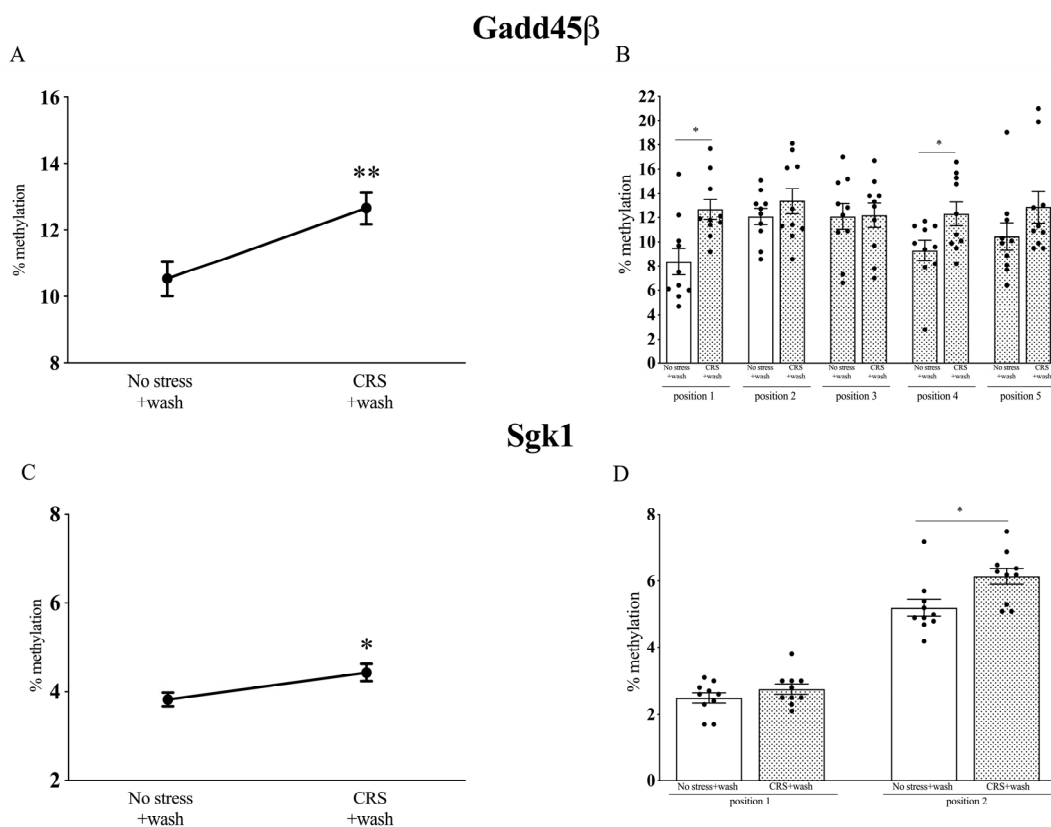 Gadd45β
A
B
16
14
12
10
8
% methylation
**
No stress
+wash
CRS
+wash
22
20
18
16
14
12
10
8
6
4
2
0
% methylation
*
*
No stress
+wash
CRS
+wash
No stress
+wash
CRS
+wash
No stress
+wash
CRS
+wash
No stress
+wash
CRS
+wash
No stress
+wash
CRS
+wash
position 1
position 2
position 3
position 4
position 5
Sgk1
C
D
8
6
4
2
% methylation
*
No stress
+wash
CRS
+wash
8
6
4
2
0
% methylation
*
No stress+wash
CRS+wash
No stress+wash
CRS+wash
position 1
position 2